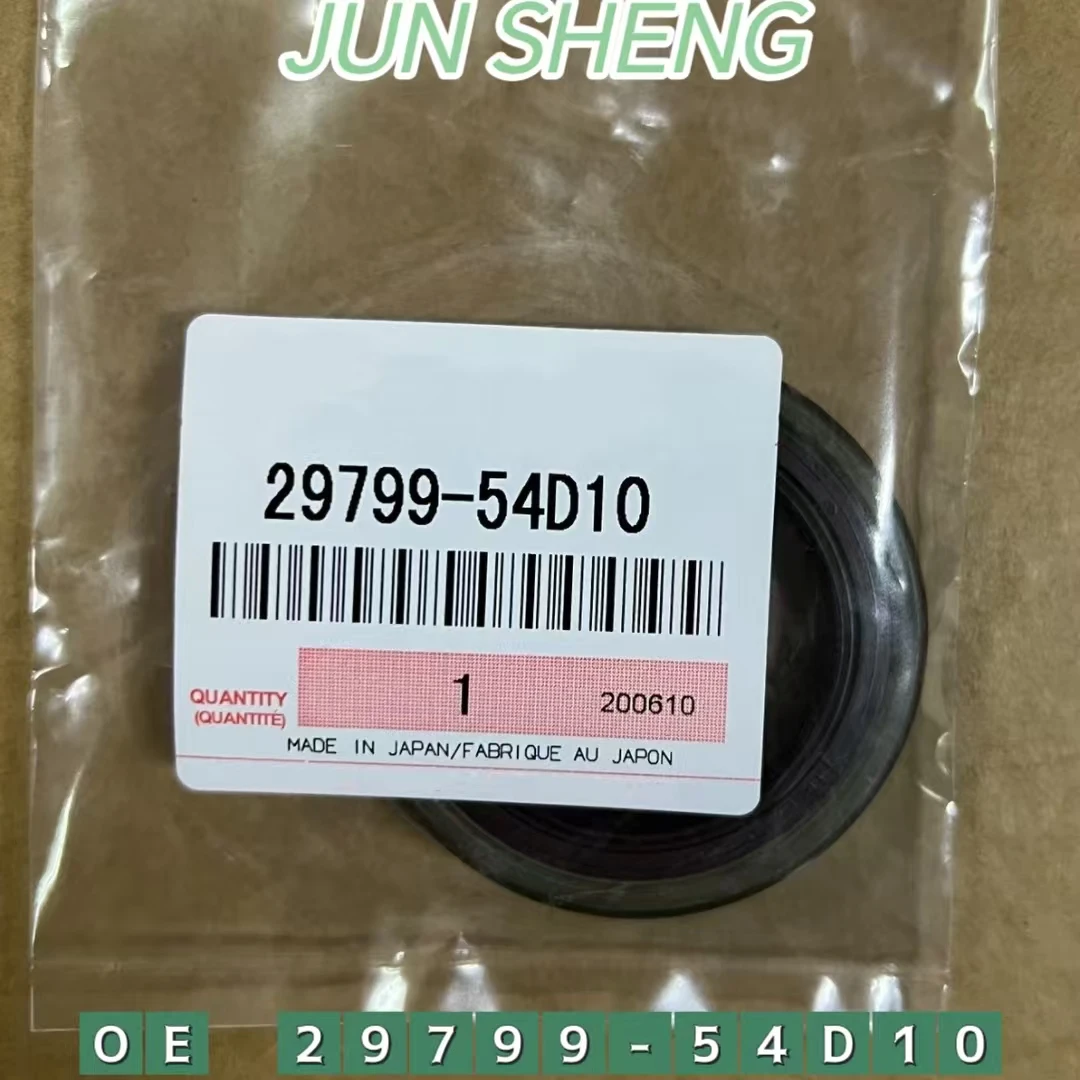 JUN SHENG
29799-54D10
QUANTITY 1 200610
(QUANTITÉ)
MADE IN JAPAN/FABRIQUE AU JAPON
OE 29799-54D10